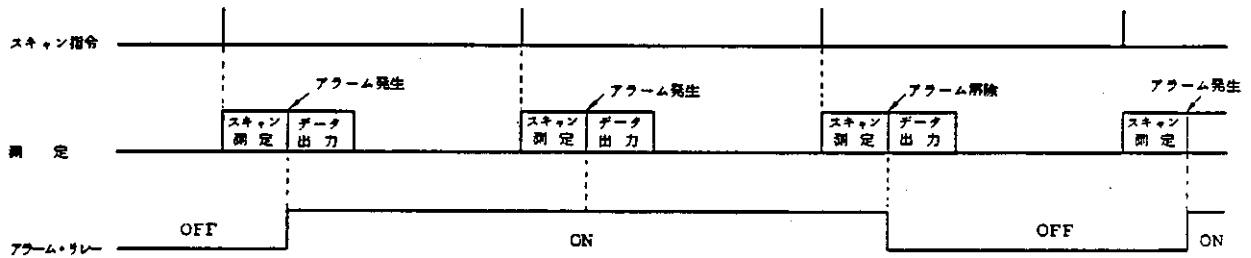 スキャン指令
アラーム発生
アラーム発生
アラーム解除
アラーム発生
スキャン データ
測定 出力
スキャン データ
測定 出力
スキャン データ
測定 出力
スキャン
測定
測 定
OFF
ON
OFF
ON
アラーム・リレー